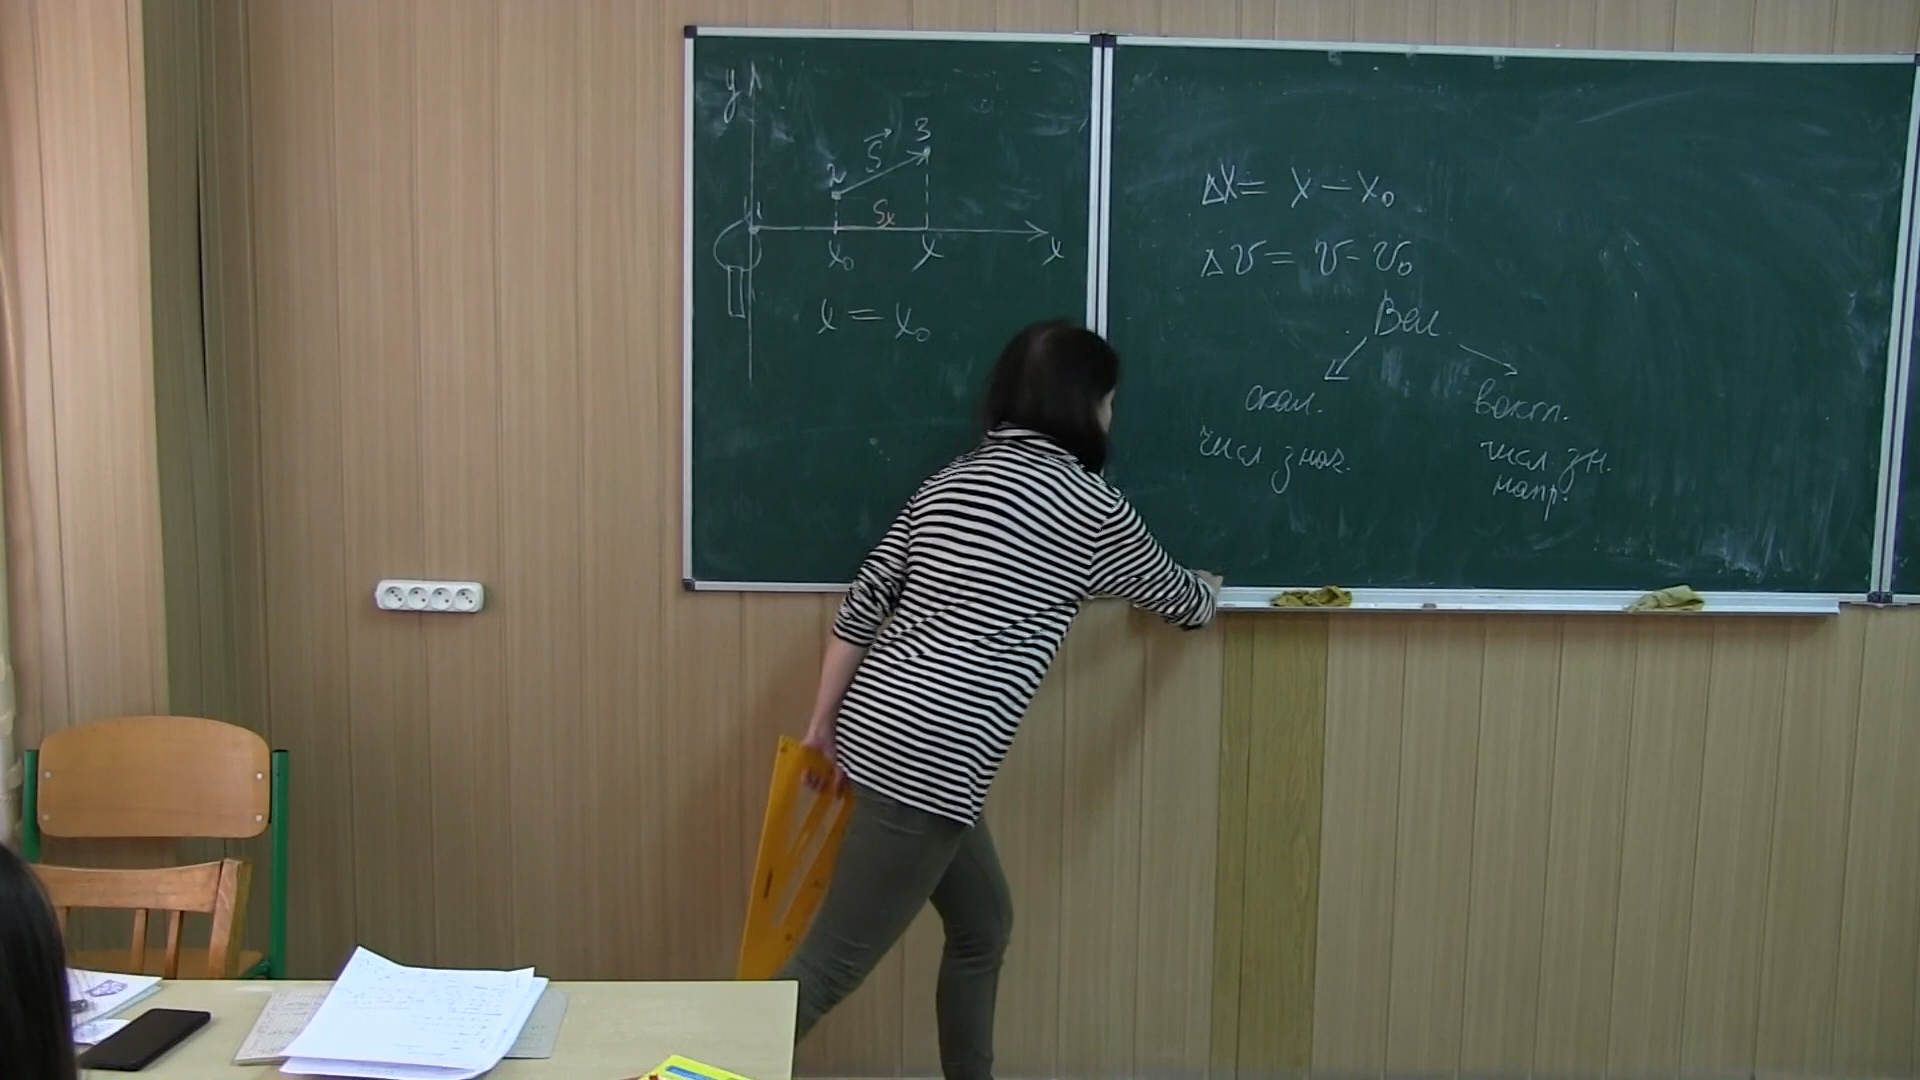 y
3
S
2
1
Sx
x₀ x x
x = x₀
Δx = x - x₀
Δv = v - v₀
Вел
скал. вект.
числ знач. числ зн.
напр.